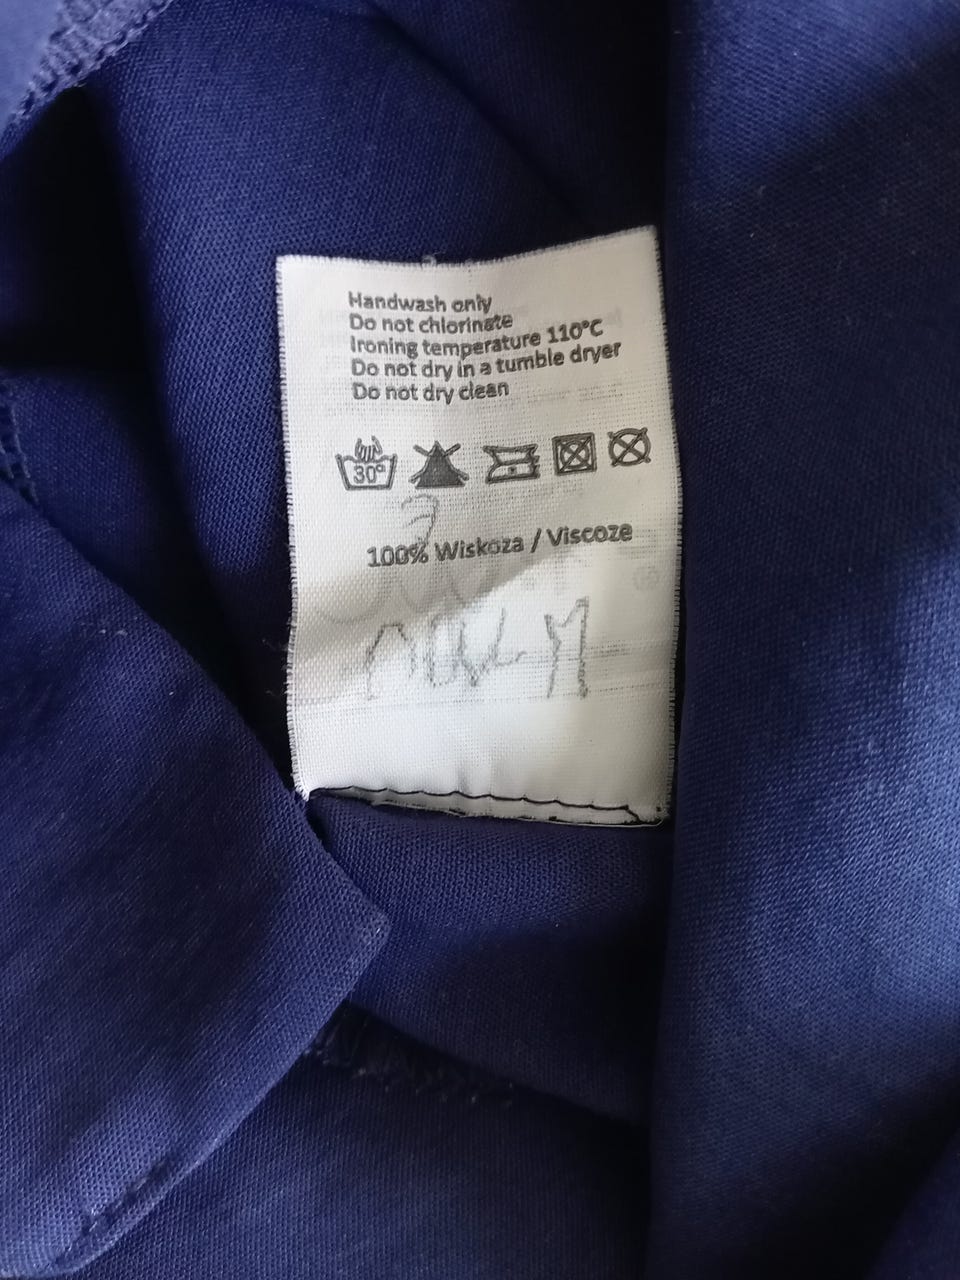 Handwash only
Do not chlorinate
Ironing temperature 110°C
Do not dry in a tumble dryer
Do not dry clean
30°
100% Wiskoza / Viscoze